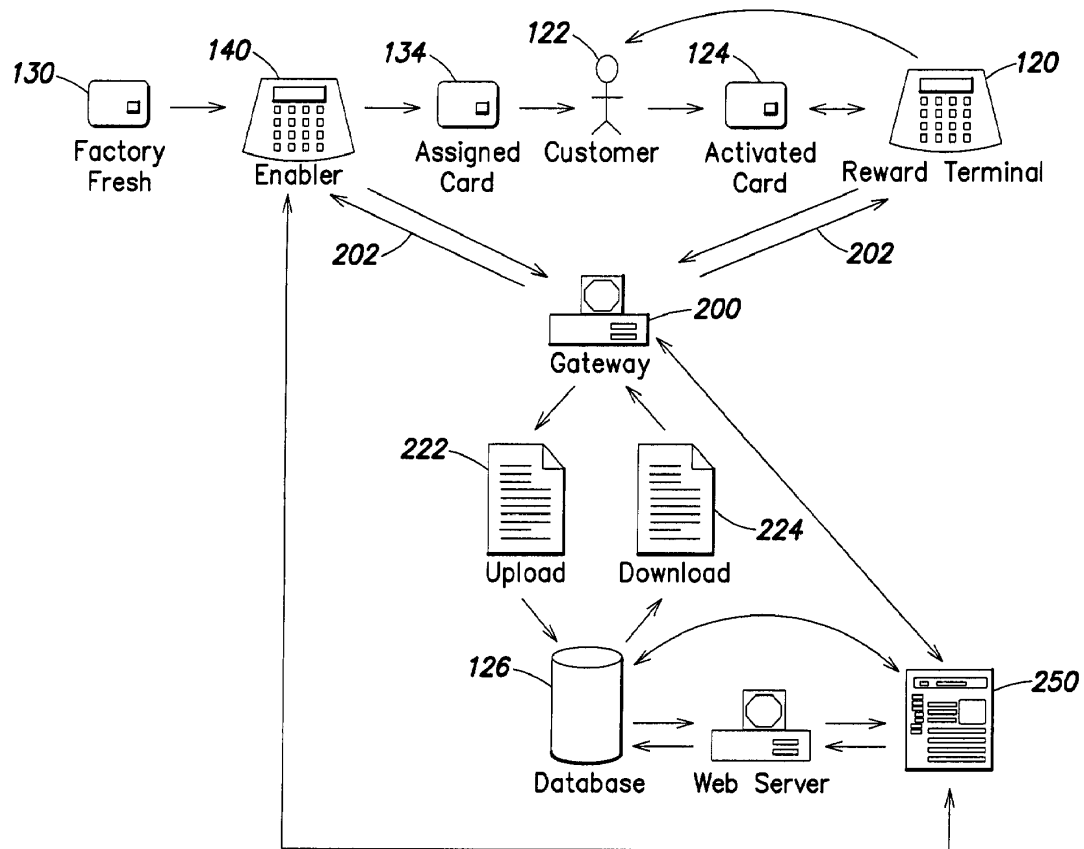 130
Factory
Fresh
140
Enabler
134
Assigned
Card
122
Customer
124
Activated
Card
120
Reward Terminal
202
202
200
Gateway
222
Upload
224
Download
126
Database
Web Server
250